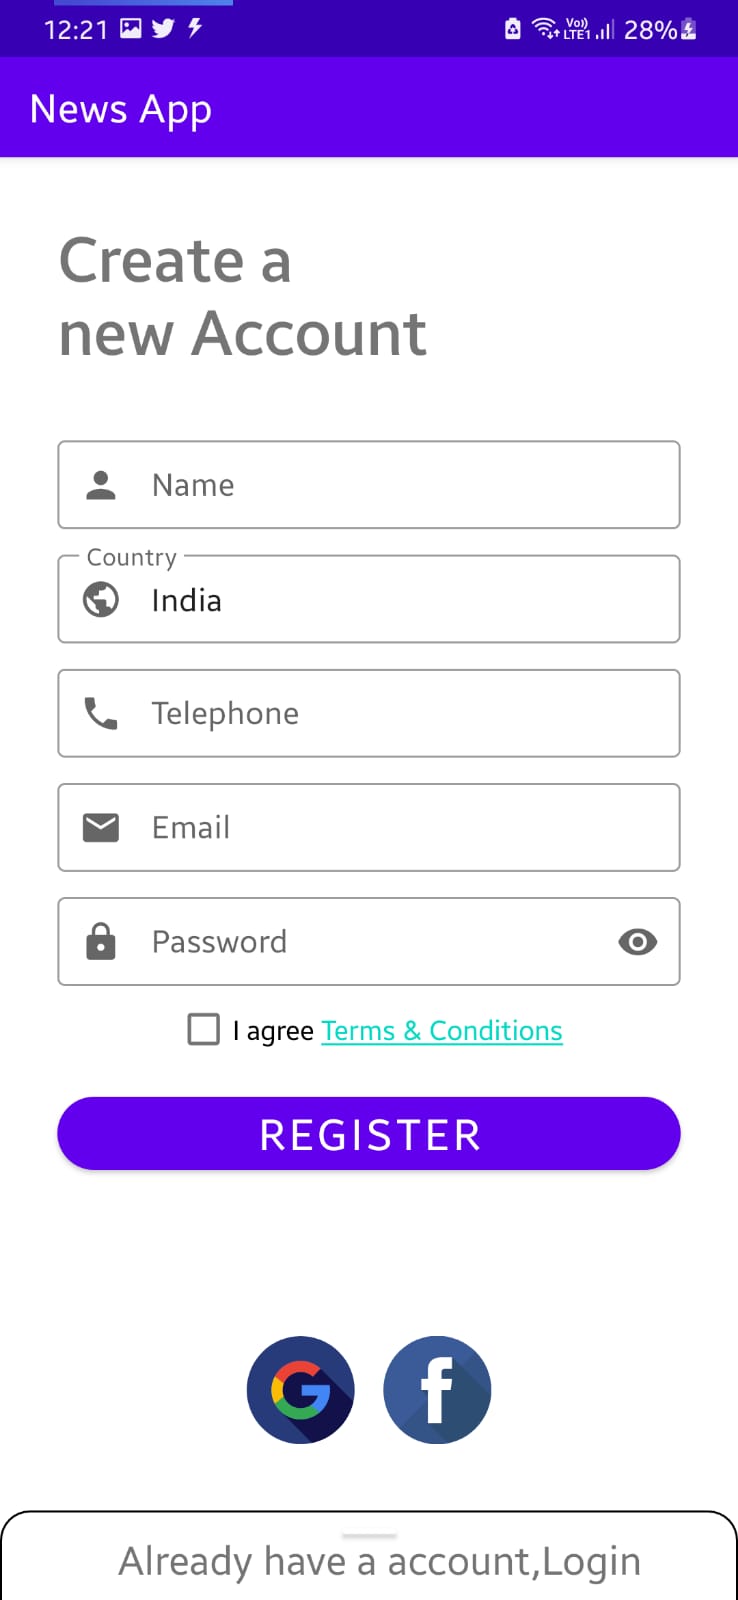 12:21 Vo)) LTE1 28%
News App
Create a
new Account
Name
Country
India
Telephone
Email
Password
I agree Terms & Conditions
REGISTER
G f
Already have a account,Login